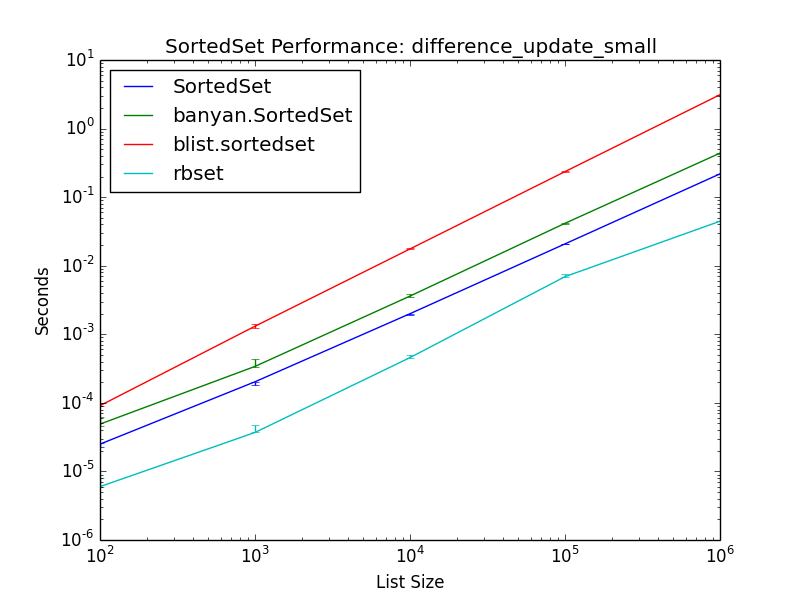 SortedSet Performance: difference_update_small
SortedSet
banyan.SortedSet
blist.sortedset
rbset
10^1
10^0
10^-1
10^-2
10^-3
10^-4
10^-5
10^-6
Seconds
10^2 10^3 10^4 10^5 10^6
List Size